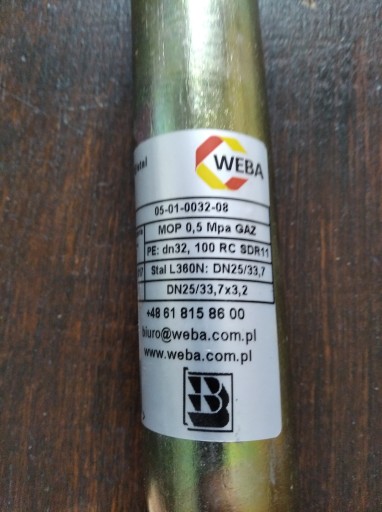 WEBA
05-01-0032-08
MOP 0,5 Mpa GAZ
PE: dn32, 100 RC SDR11
Stal L360N: DN25/33,7
DN25/33,7x3,2
+48 61 815 86 00
biuro@weba.com.pl
www.weba.com.pl
B